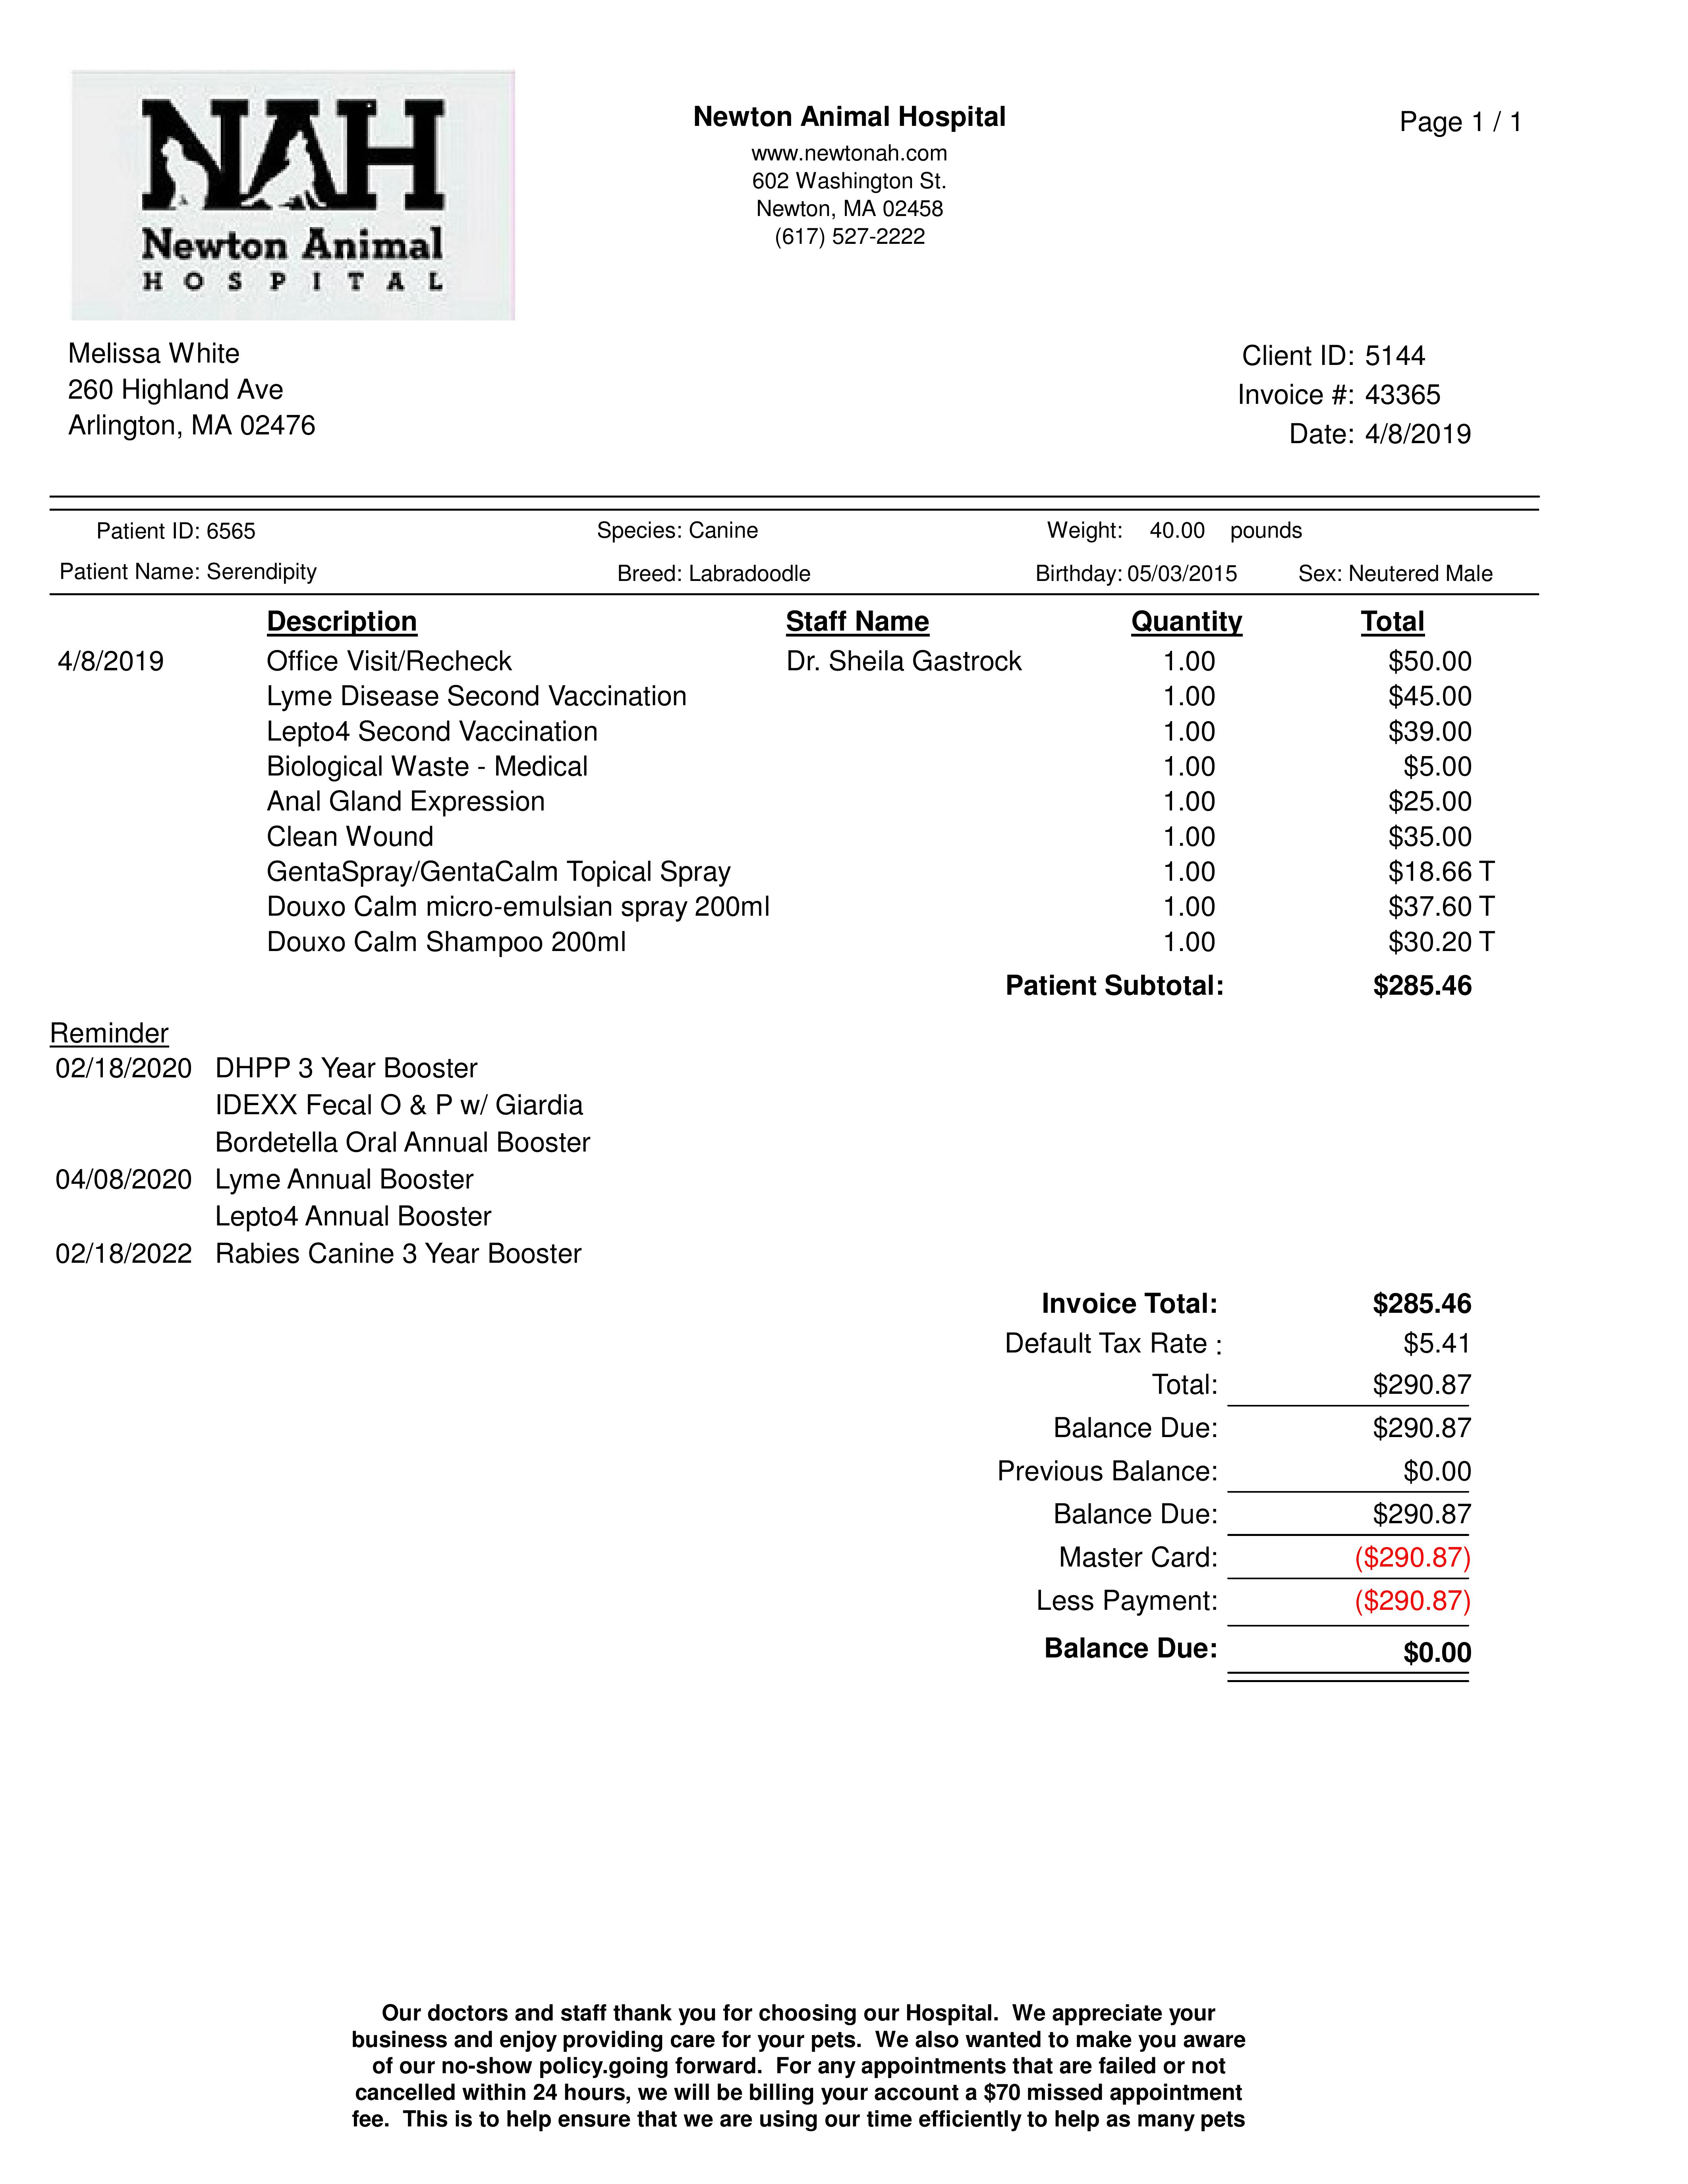 NAH
Newton Animal
HOSPITAL
Newton Animal Hospital
www.newtonah.com
602 Washington St.
Newton, MA 02458
(617) 527-2222
Page 1 / 1
Melissa White
260 Highland Ave
Arlington, MA 02476
Client ID: 5144
Invoice #: 43365
Date: 4/8/2019
Patient ID: 6565 Species: Canine Weight: 40.00 pounds
Patient Name: Serendipity Breed: Labradoodle Birthday: 05/03/2015 Sex: Neutered Male
Description Staff Name Quantity Total
4/8/2019 Office Visit/Recheck Dr. Sheila Gastrock 1.00 $50.00
Lyme Disease Second Vaccination 1.00 $45.00
Lepto4 Second Vaccination 1.00 $39.00
Biological Waste - Medical 1.00 $5.00
Anal Gland Expression 1.00 $25.00
Clean Wound 1.00 $35.00
GentaSpray/GentaCalm Topical Spray 1.00 $18.66 T
Douxo Calm micro-emulsian spray 200ml 1.00 $37.60 T
Douxo Calm Shampoo 200ml 1.00 $30.20 T
Patient Subtotal: $285.46
Reminder
02/18/2020 DHPP 3 Year Booster
IDEXX Fecal O & P w/ Giardia
Bordetella Oral Annual Booster
04/08/2020 Lyme Annual Booster
Lepto4 Annual Booster
02/18/2022 Rabies Canine 3 Year Booster
Invoice Total: $285.46
Default Tax Rate : $5.41
Total: $290.87
Balance Due: $290.87
Previous Balance: $0.00
Balance Due: $290.87
Master Card: ($290.87)
Less Payment: ($290.87)
Balance Due: $0.00
Our doctors and staff thank you for choosing our Hospital. We appreciate your
business and enjoy providing care for your pets. We also wanted to make you aware
of our no-show policy.going forward. For any appointments that are failed or not
cancelled within 24 hours, we will be billing your account a $70 missed appointment
fee. This is to help ensure that we are using our time efficiently to help as many pets